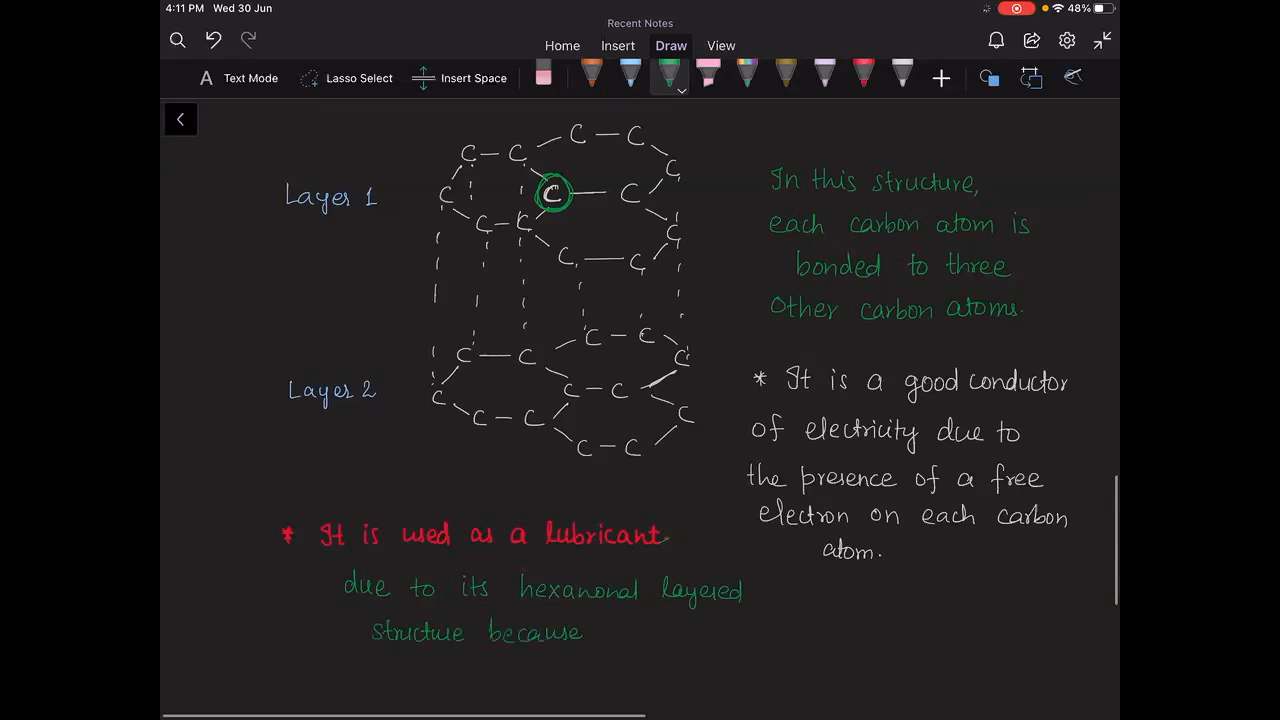 4:11 PM Wed 30 Jun
48%
Recent Notes
Home Insert Draw View
A Text Mode Lasso Select Insert Space
C — C
C — C
C
Layer 1
C
C — C
C — C
C
C — C
In this structure,
each carbon atom is
bonded to three
other carbon atoms.
C — C
C — C
C
Layer 2
C
C — C
C — C
C
C — C
* It is a good conductor
of electricity due to
the presence of a free
electron on each carbon
atom.
* It is used as a lubricant
due to its hexanonal layered
structure because